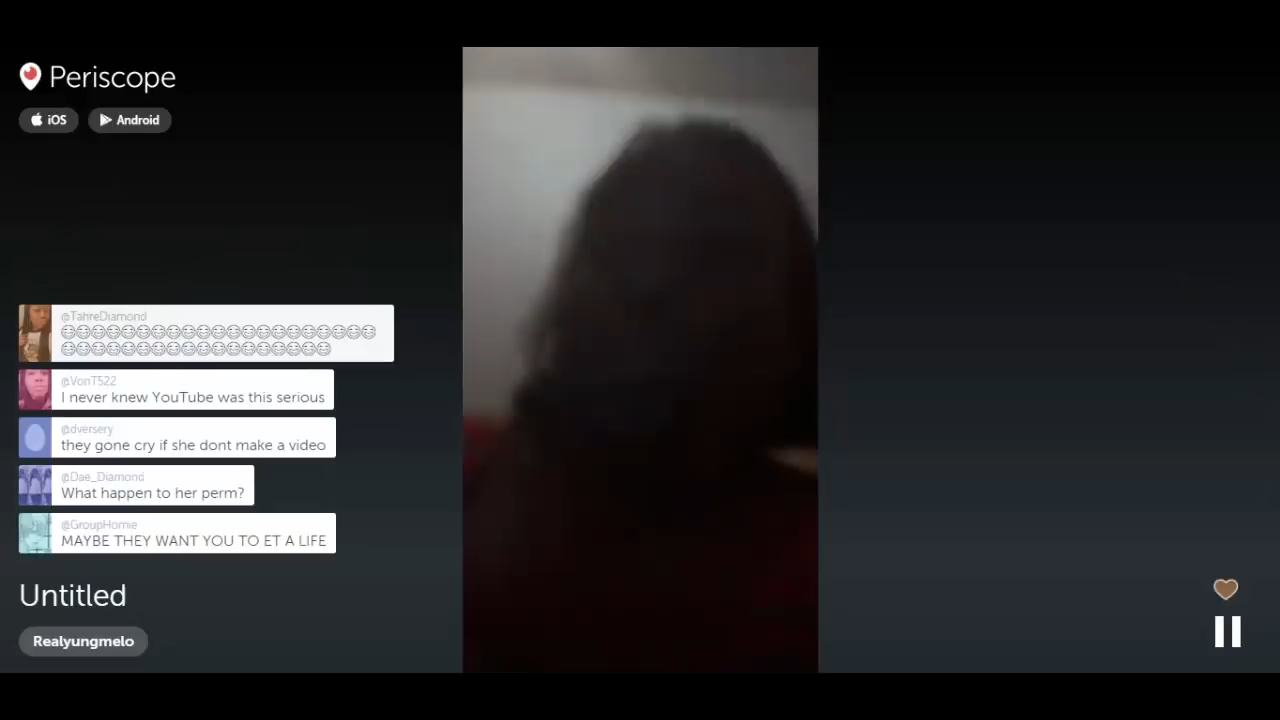 Periscope
iOS
Android
@TahreDiamond
😂😂😂😂😂😂😂😂😂😂😂😂😂😂😂😂😂😂😂😂😂
😂😂😂😂😂😂😂😂😂😂😂😂😂😂😂😂😂😂
@VonT522
I never knew YouTube was this serious
@dversery
they gone cry if she dont make a video
@Dae_Diamond
What happen to her perm?
@GroupHomie
MAYBE THEY WANT YOU TO ET A LIFE
Untitled
Realyungmelo